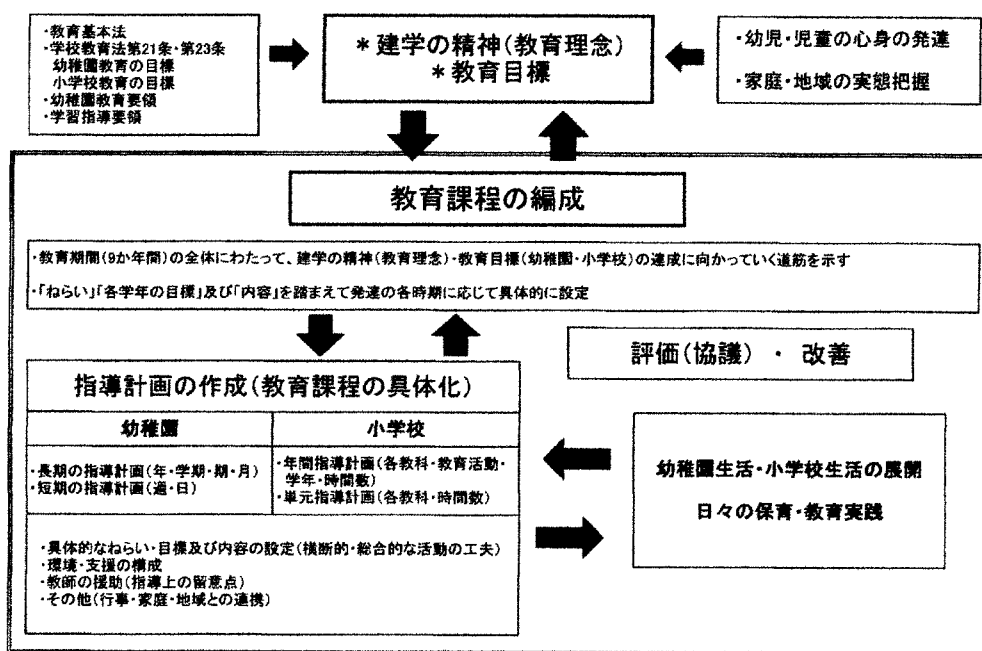 ・教育基本法
・学校教育法第21条・第23条
幼稚園教育の目標
小学校教育の目標
・幼稚園教育要領
・学習指導要領
＊建学の精神(教育理念)
＊教育目標
・幼児・児童の心身の発達
・家庭・地域の実態把握
教育課程の編成
・教育期間(9か年間)の全体にわたって、建学の精神(教育理念)・教育目標(幼稚園・小学校)の達成に向かっていく道筋を示す
・「ねらい」「各学年の目標」及び「内容」を踏まえて発達の各時期に応じて具体的に設定
評価(協議) ・ 改善
指導計画の作成(教育課程の具体化)
幼稚園
小学校
・長期の指導計画(年・学期・期・月)
・短期の指導計画(週・日)
・年間指導計画(各教科・教育活動・
学年・時間数)
・単元指導計画(各教科・時間数)
・具体的なねらい・目標及び内容の設定(横断的・総合的な活動の工夫)
・環境・支援の構成
・教師の援助(指導上の留意点)
・その他(行事・家庭・地域との連携)
幼稚園生活・小学校生活の展開
日々の保育・教育実践